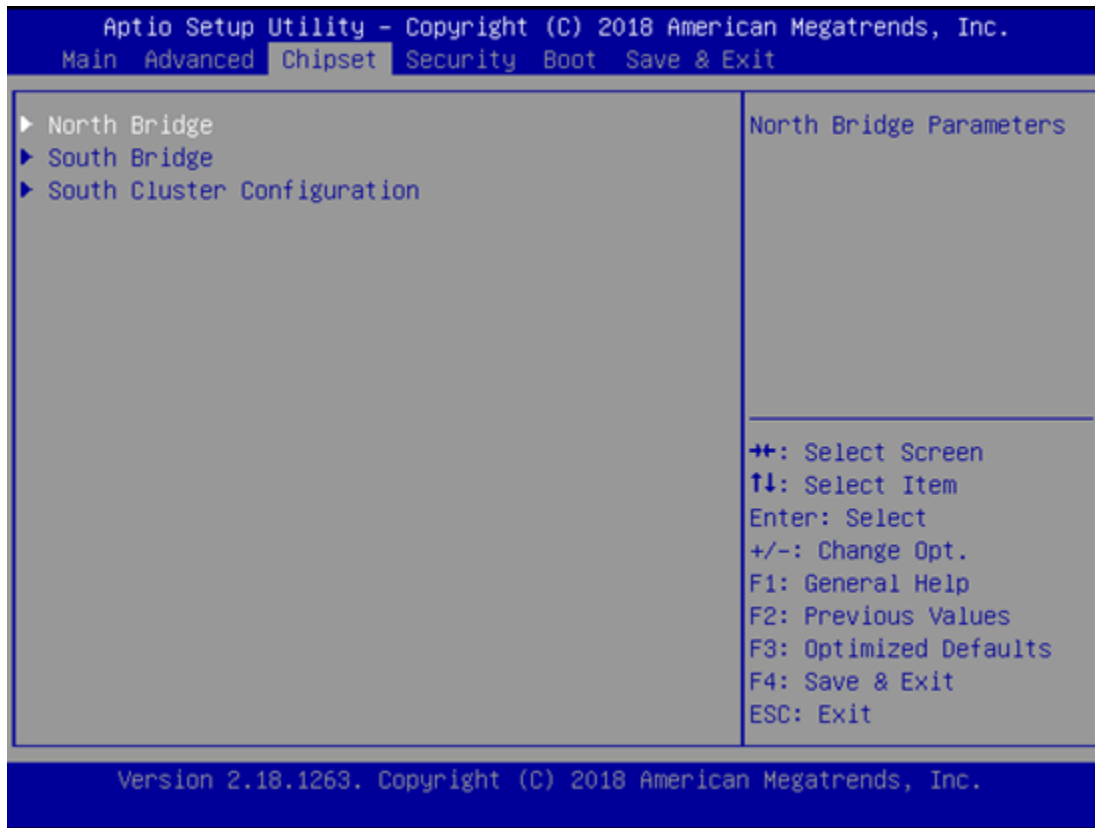 Aptio Setup Utility – Copyright (C) 2018 American Megatrends, Inc.
Main Advanced Chipset Security Boot Save & Exit
► North Bridge
► South Bridge
► South Cluster Configuration
North Bridge Parameters
→←: Select Screen
↑↓: Select Item
Enter: Select
+/-: Change Opt.
F1: General Help
F2: Previous Values
F3: Optimized Defaults
F4: Save & Exit
ESC: Exit
Version 2.18.1263. Copyright (C) 2018 American Megatrends, Inc.